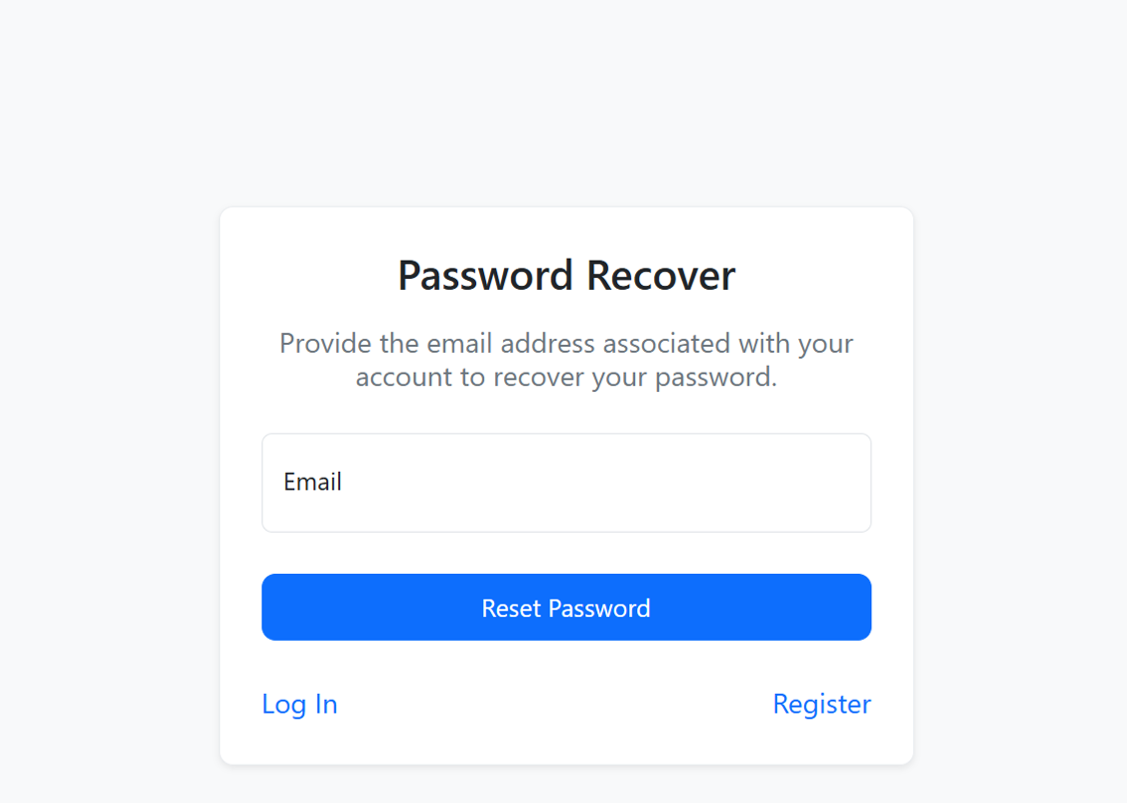 Password Recover
Provide the email address associated with your
account to recover your password.
Email
Reset Password
Log In
Register